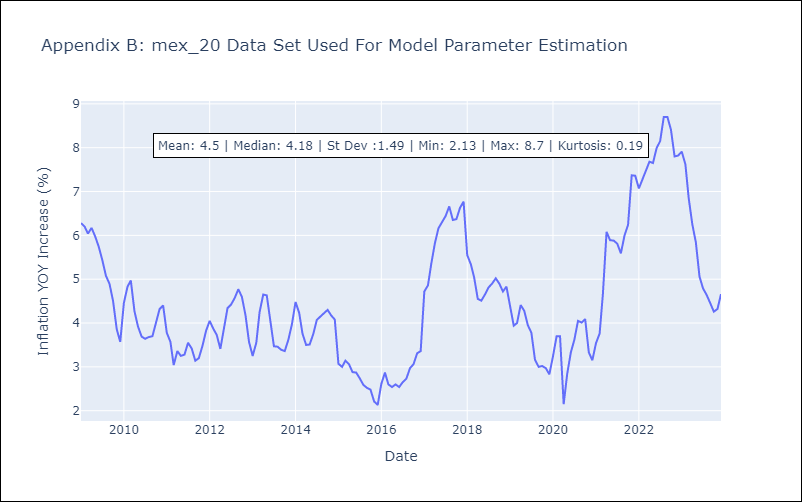 Appendix B: mex_20 Data Set Used For Model Parameter Estimation
9
8
7
6
5
4
3
2
Inflation YOY Increase (%)
Mean: 4.5 | Median: 4.18 | St Dev :1.49 | Min: 2.13 | Max: 8.7 | Kurtosis: 0.19
2010 2012 2014 2016 2018 2020 2022
Date